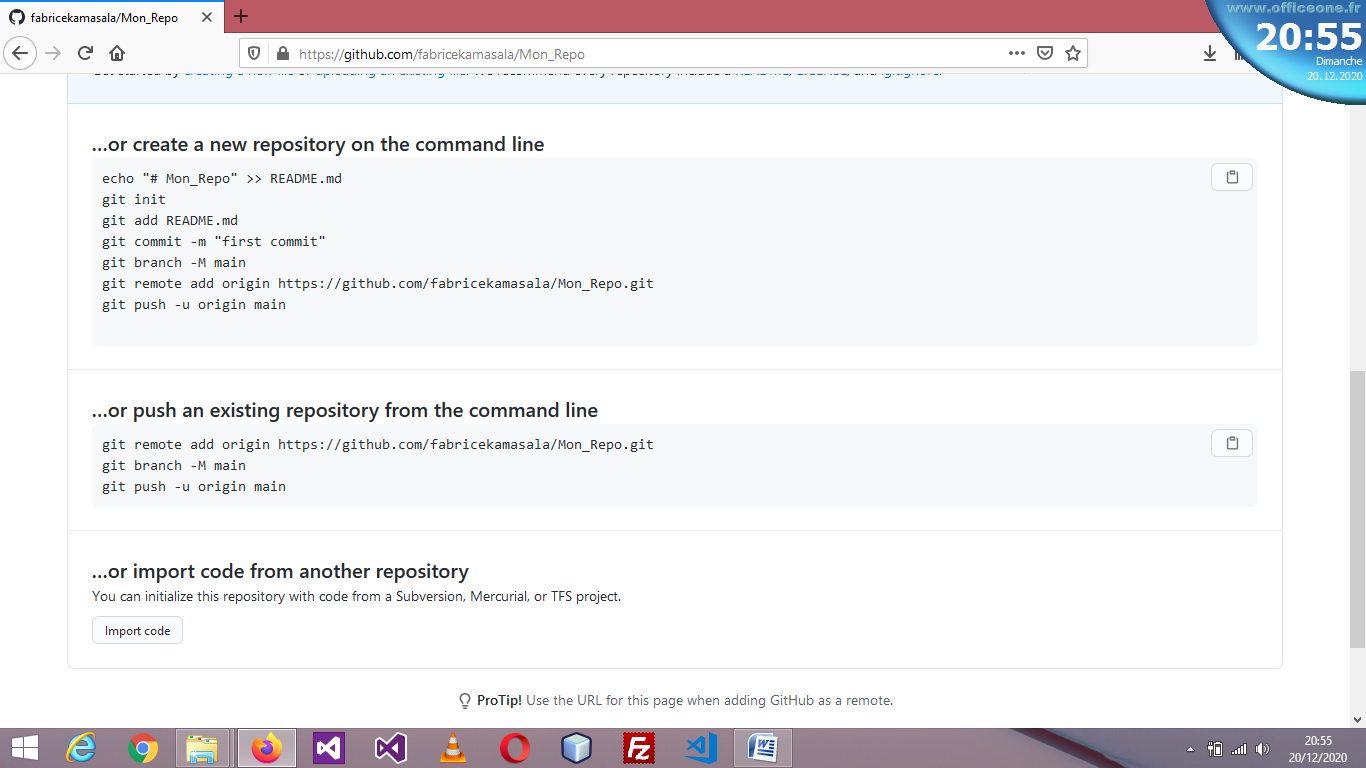 fabricekamasala/Mon_Repo
www.officeone.fr
20:55
Dimanche
20.12.2020
https://github.com/fabricekamasala/Mon_Repo
...or create a new repository on the command line
echo "# Mon_Repo" >> README.md
git init
git add README.md
git commit -m "first commit"
git branch -M main
git remote add origin https://github.com/fabricekamasala/Mon_Repo.git
git push -u origin main
...or push an existing repository from the command line
git remote add origin https://github.com/fabricekamasala/Mon_Repo.git
git branch -M main
git push -u origin main
...or import code from another repository
You can initialize this repository with code from a Subversion, Mercurial, or TFS project.
Import code
ProTip! Use the URL for this page when adding GitHub as a remote.
20:55
20/12/2020